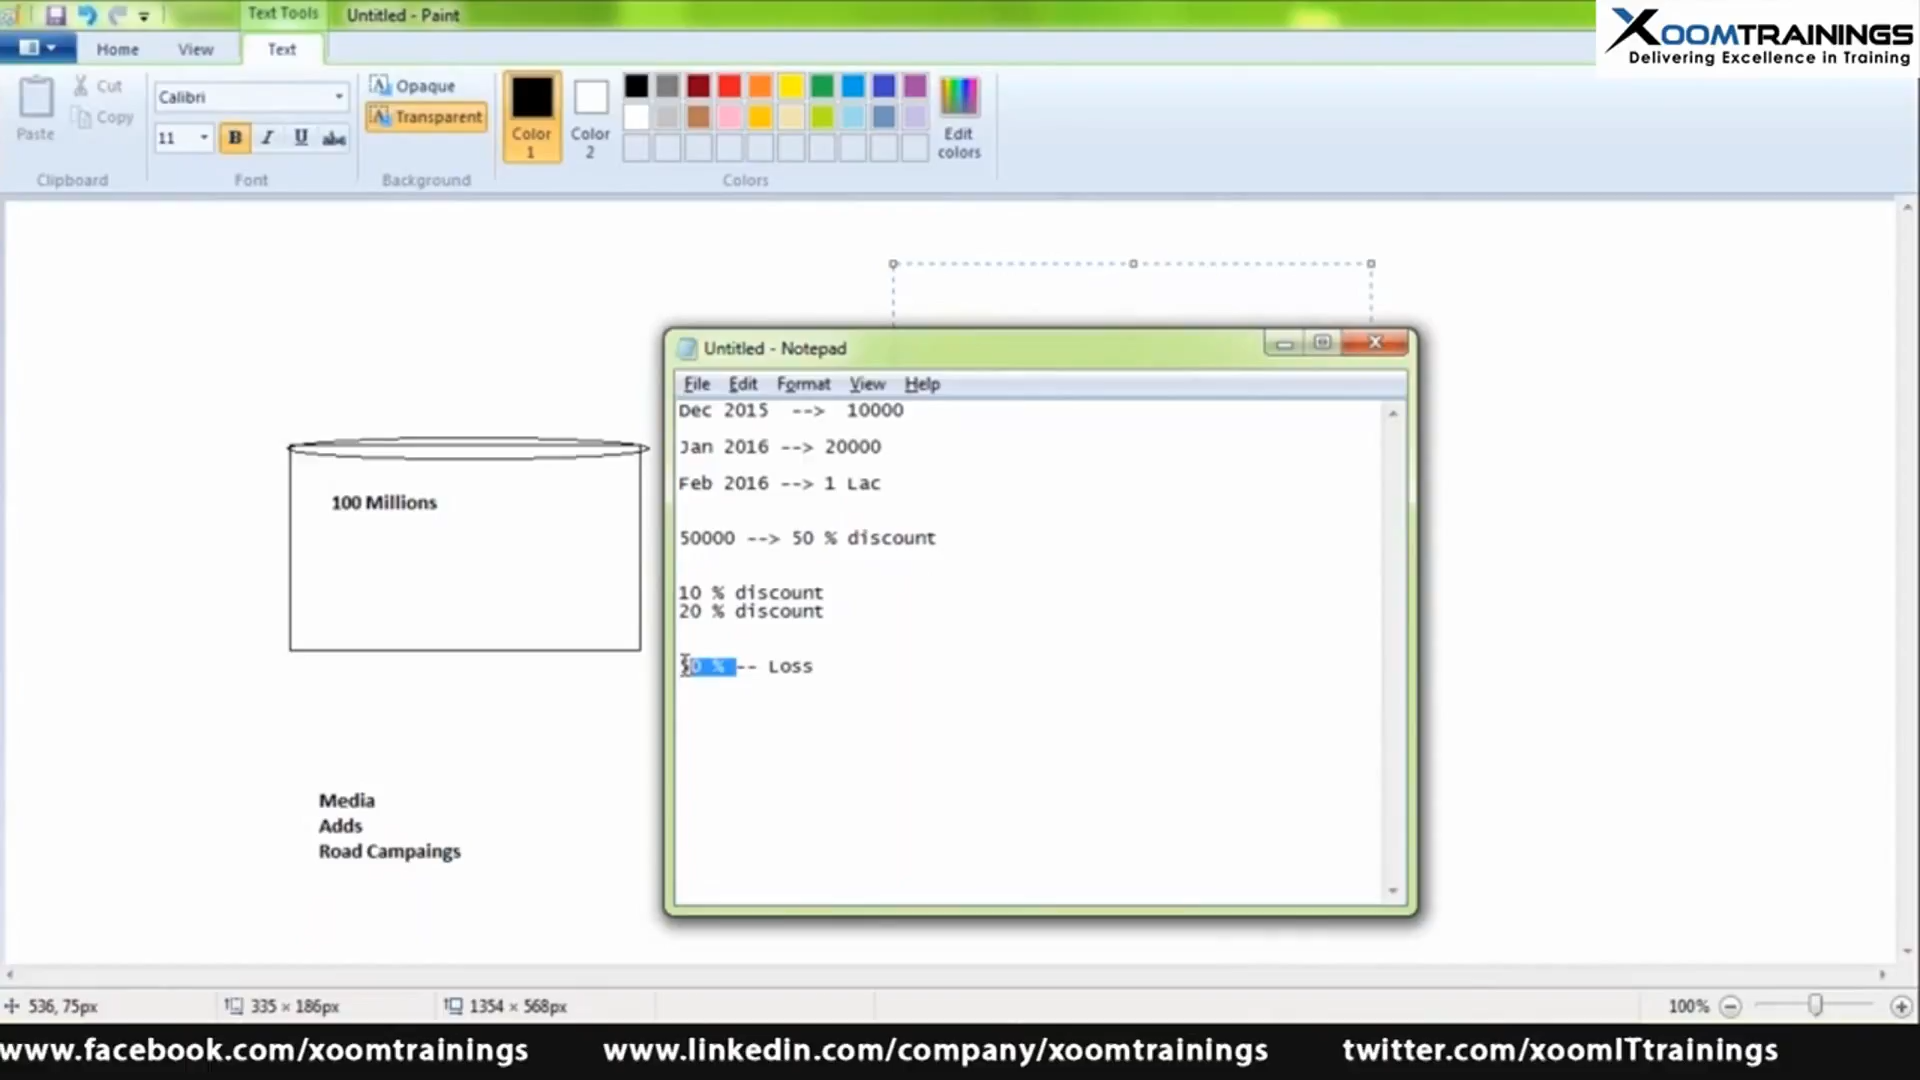 Text Tools
Untitled - Paint
XOOMTRAININGS
Delivering Excellence in Training
Home
View
Text
Cut
Copy
Paste
Clipboard
Calibri
11
B
I
U
abc
Font
Opaque
Transparent
Background
Color
1
Color
2
Edit
colors
Colors
100 Millions
Media
Adds
Road Campaings
Untitled - Notepad
File
Edit
Format
View
Help
Dec 2015 --> 10000
Jan 2016 --> 20000
Feb 2016 --> 1 Lac
50000 --> 50 % discount
10 % discount
20 % discount
% -- Loss
536, 75px
335 × 186px
1354 × 568px
100%
www.facebook.com/xoomtrainings
www.linkedin.com/company/xoomtrainings
twitter.com/xoomITtrainings